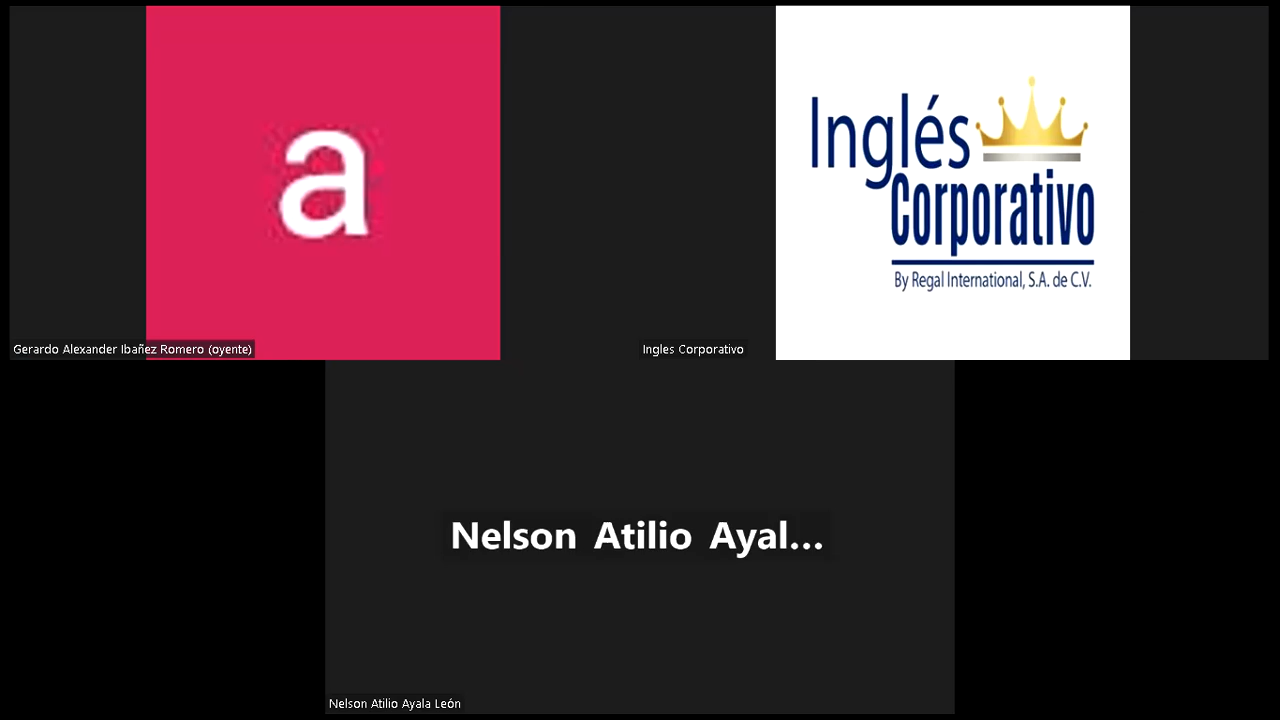 a
Inglés
Corporativo
By Regal International, S.A. de C.V.
Gerardo Alexander Ibañez Romero (oyente)
Ingles Corporativo
Nelson Atilio Ayal...
Nelson Atilio Ayala León